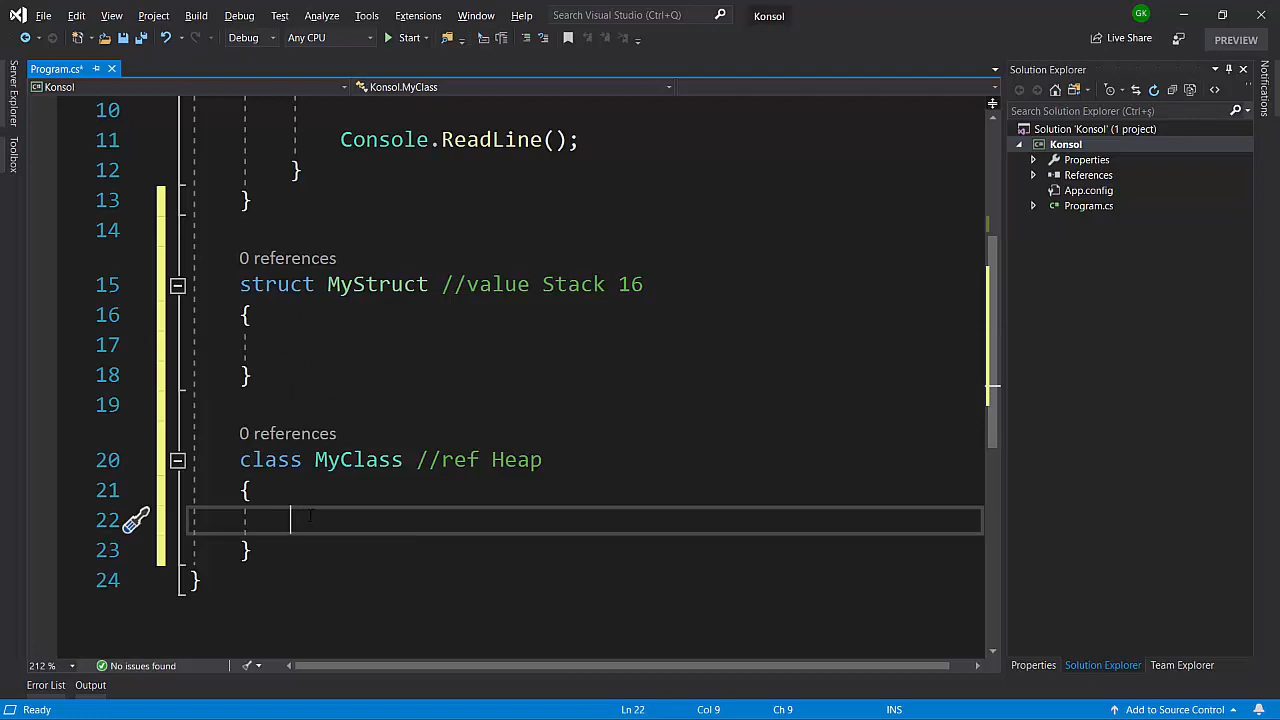 File Edit View Project Build Debug Test Analyze Tools Extensions Window Help Search Visual Studio (Ctrl+Q) Konsol GK
Debug Any CPU Start Live Share PREVIEW
Server Explorer
Toolbox
Program.cs*
Konsol Konsol.MyClass
10
11 Console.ReadLine();
12 }
13 }
14
0 references
15 struct MyStruct //value Stack 16
16 {
17
18 }
19
0 references
20 class MyClass //ref Heap
21 {
22
23 }
24 }
212 % No issues found
Solution Explorer
Search Solution Explorer (Ctrl+ş)
Solution 'Konsol' (1 project)
Konsol
Properties
References
App.config
Program.cs
Properties Solution Explorer Team Explorer
Notifications
Error List Output
Ready Ln 22 Col 9 Ch 9 INS Add to Source Control